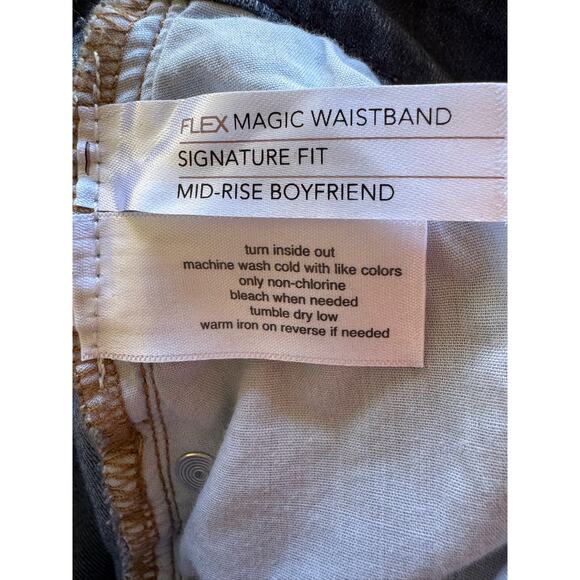 FLEX MAGIC WAISTBAND
SIGNATURE FIT
MID-RISE BOYFRIEND
turn inside out
machine wash cold with like colors
only non-chlorine
bleach when needed
tumble dry low
warm iron on reverse if needed